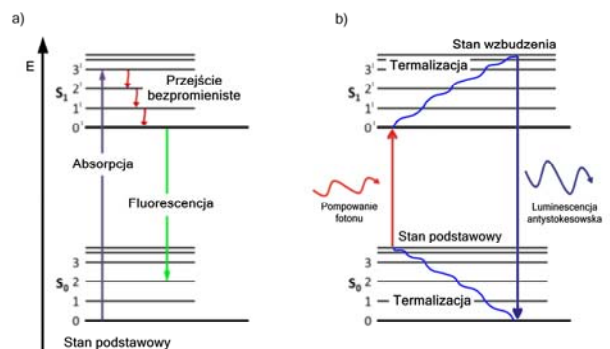 a)
E
3'
2'
1'
0'
S₁
Przejście
bezpromieniste
Absorpcja
Fluorescencja
3
2
1
0
S₀
Stan podstawowy
b)
Stan wzbudzenia
Termalizacja
3'
2'
1'
0'
S₁
Pompowanie
fotonu
Luminescencja
antystokesowska
Stan podstawowy
3
2
1
0
S₀
Termalizacja